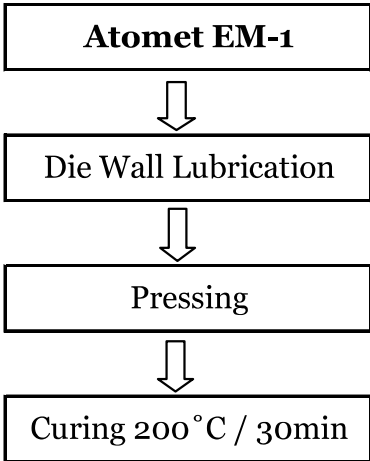 Atomet EM-1
Die Wall Lubrication
Pressing
Curing 200˚C / 30min